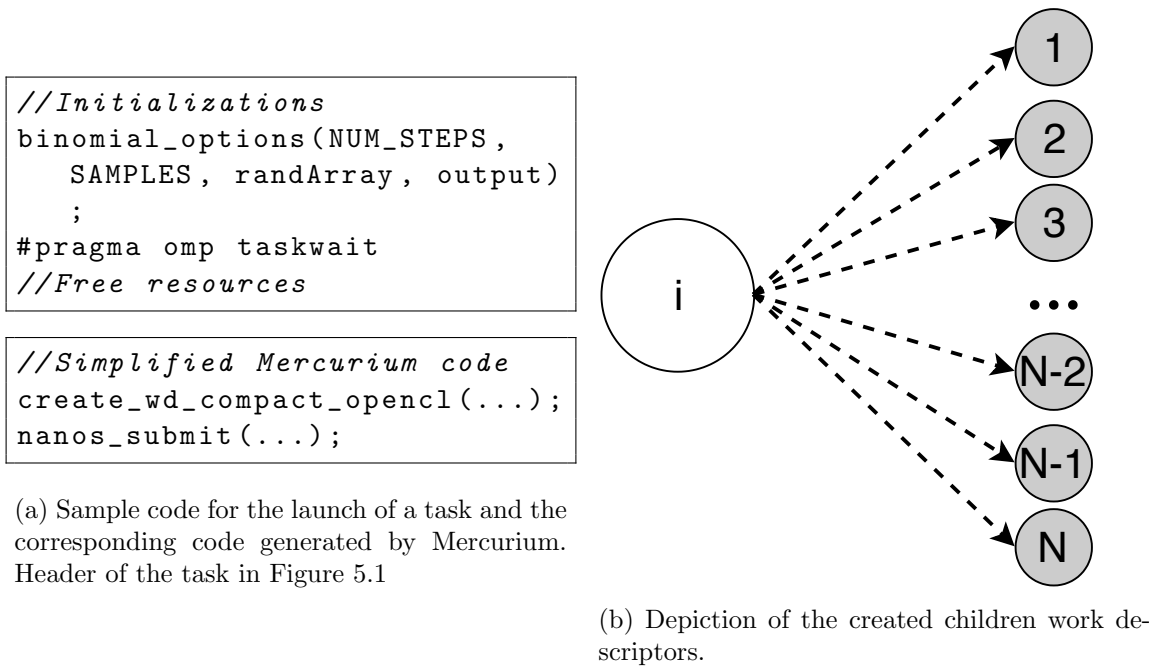 //Initializations
binomial_options(NUM_STEPS,
SAMPLES, randArray, output)
;
#pragma omp taskwait
//Free resources
//Simplified Mercurium code
create_wd_compact_opencl(...);
nanos_submit(...);
(a) Sample code for the launch of a task and the
corresponding code generated by Mercurium.
Header of the task in Figure 5.1
i
1
2
3
...
N-2
N-1
N
(b) Depiction of the created children work de-
scriptors.